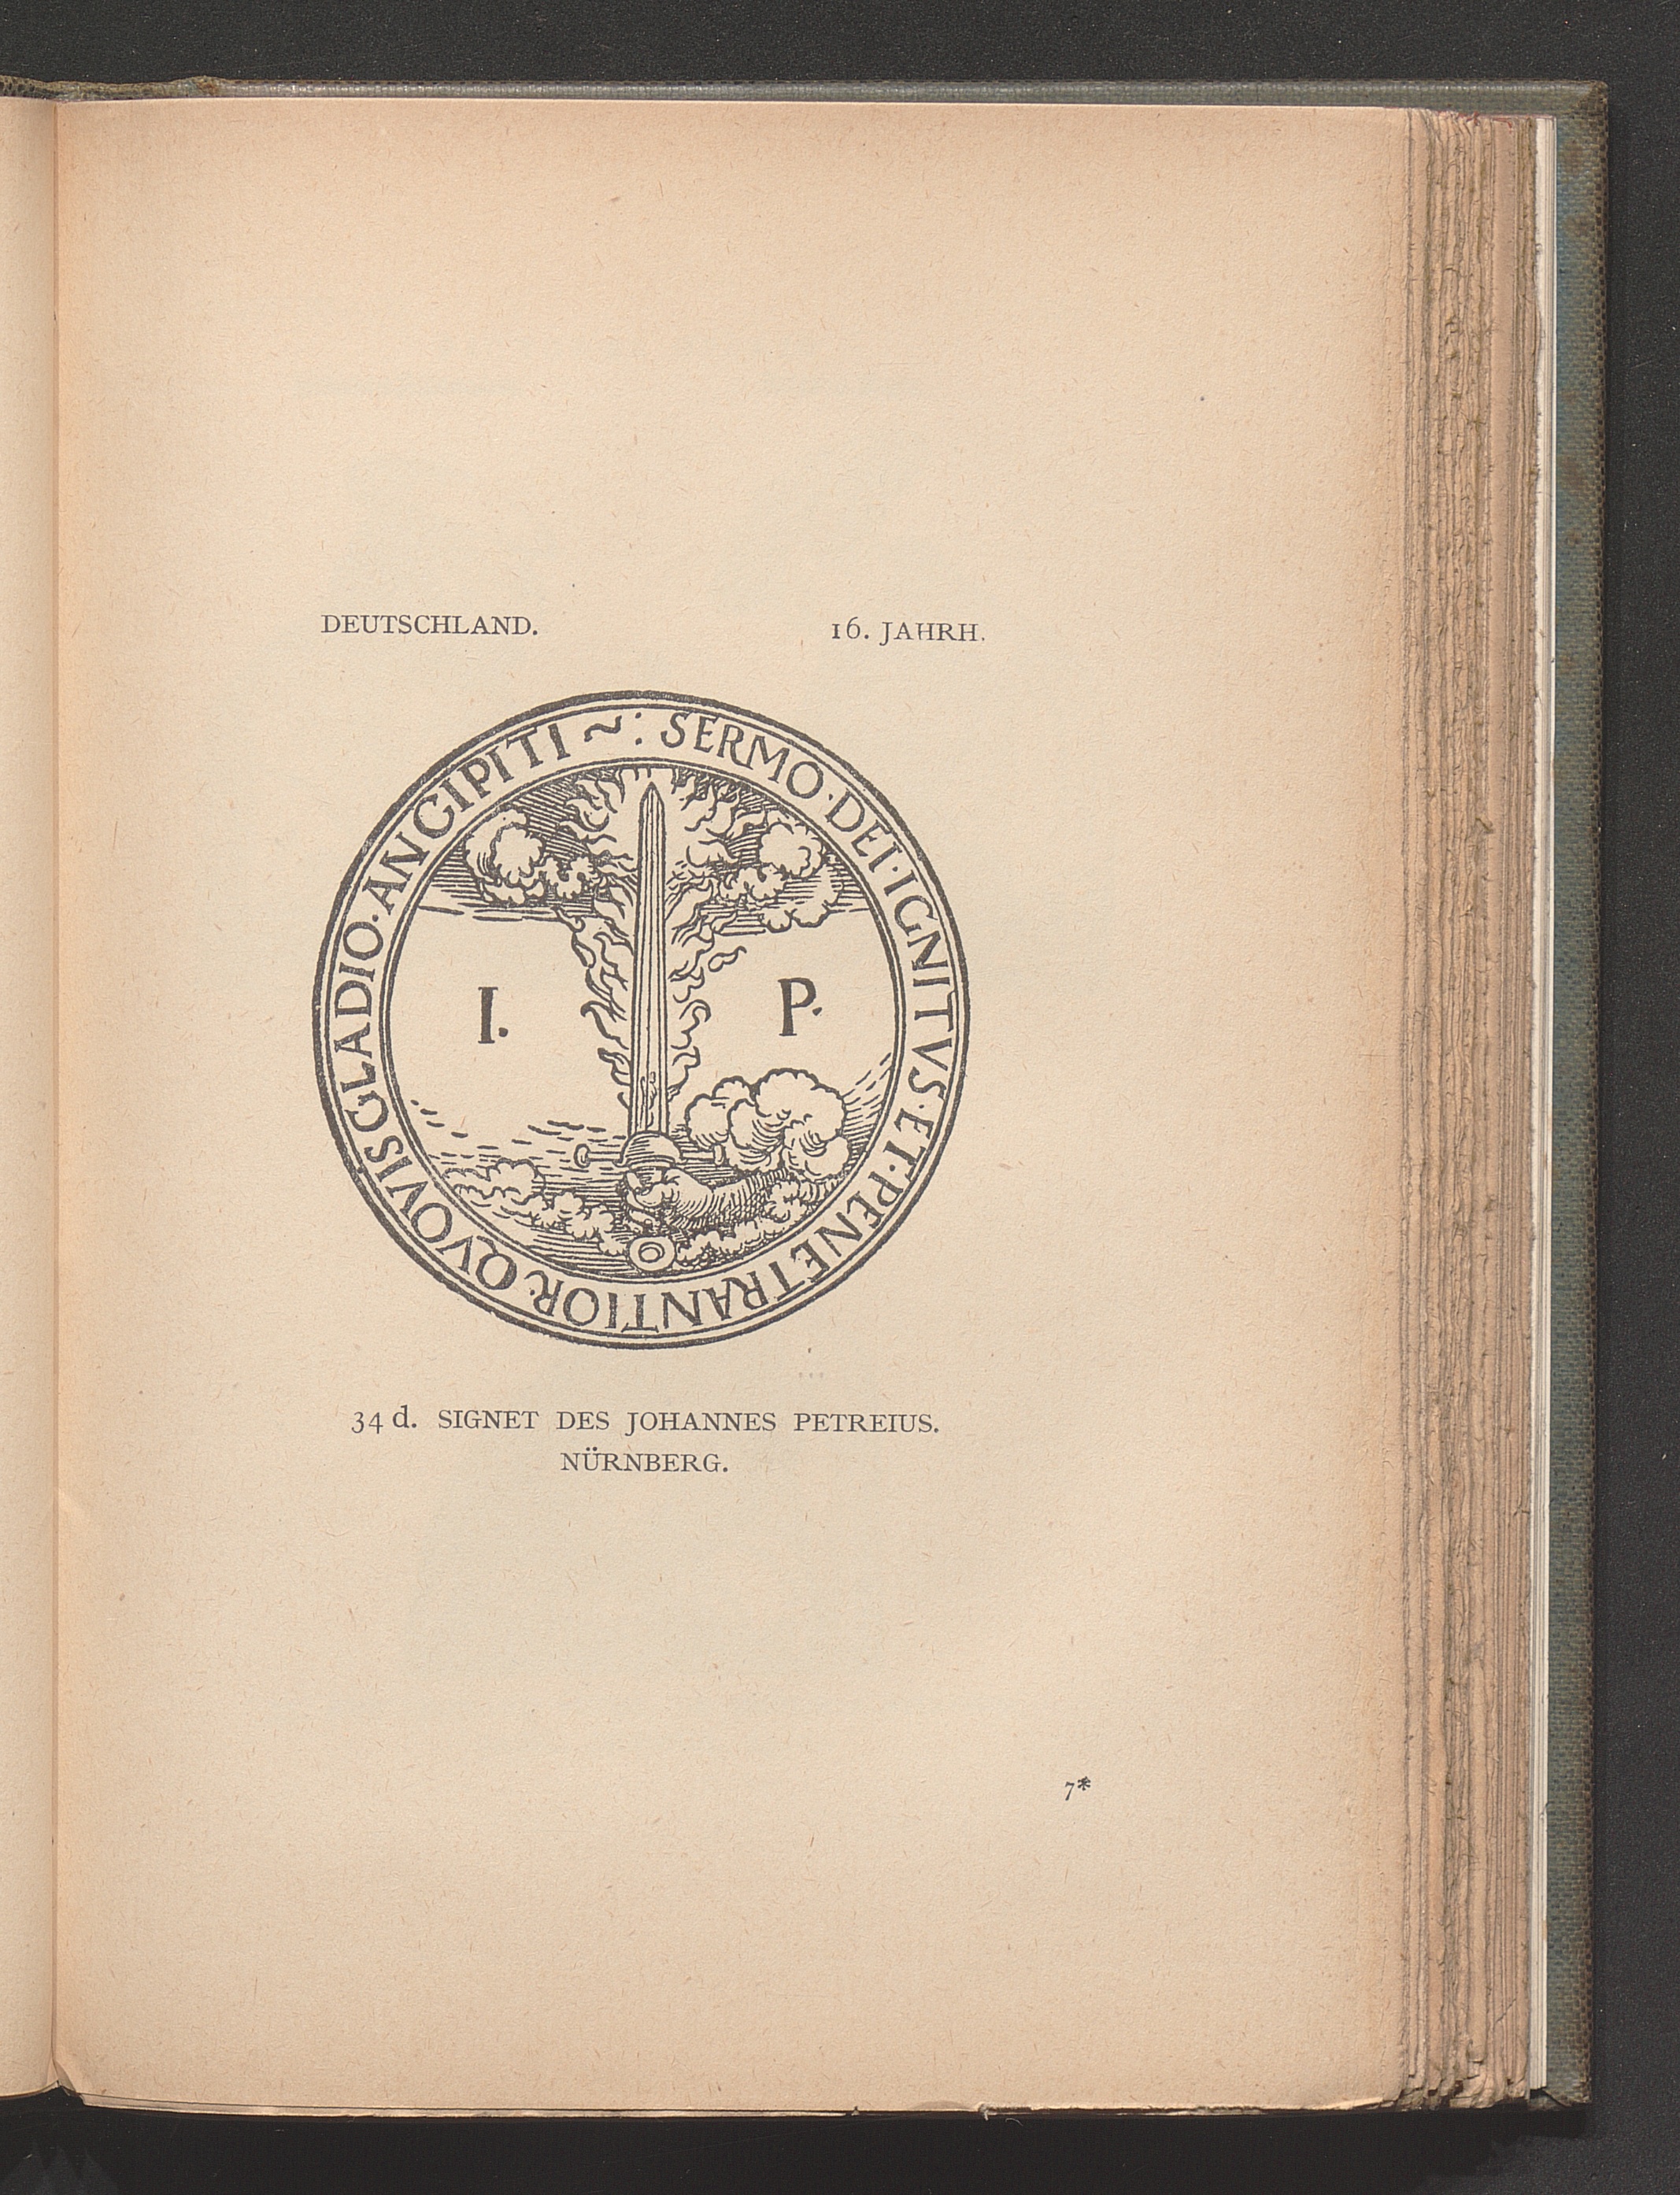 DEUTSCHLAND. 16. JAHRH.
SERMO · DEI · IGNITVS · ET · PENETRANTIOR · QVOVIS GLADIO · ANCIPITI ~ :
I. P.
34 d. SIGNET DES JOHANNES PETREIUS.
NÜRNBERG.
7*